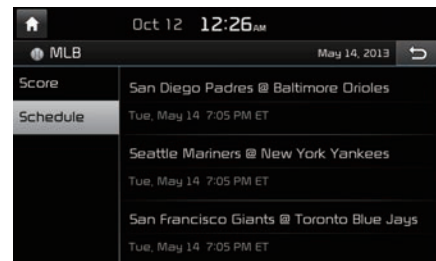 Oct 12 12:26 AM
MLB May 14, 2013
Score
Schedule
San Diego Padres @ Baltimore Orioles
Tue, May 14 7:05 PM ET
Seattle Mariners @ New York Yankees
Tue, May 14 7:05 PM ET
San Francisco Giants @ Toronto Blue Jays
Tue, May 14 7:05 PM ET